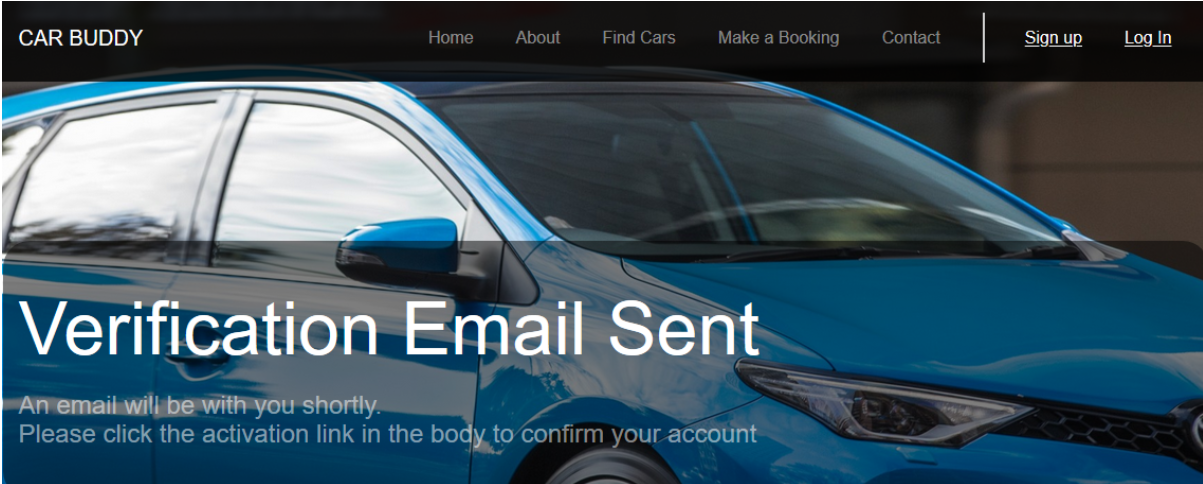 CAR BUDDY Home About Find Cars Make a Booking Contact Sign up Log In
Verification Email Sent
An email will be with you shortly.
Please click the activation link in the body to confirm your account